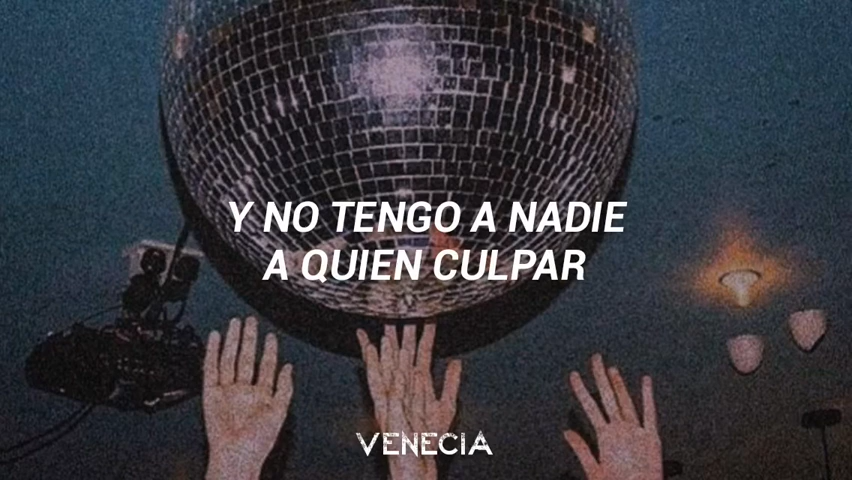 Y NO TENGO A NADIE
A QUIEN CULPAR
VENECIA